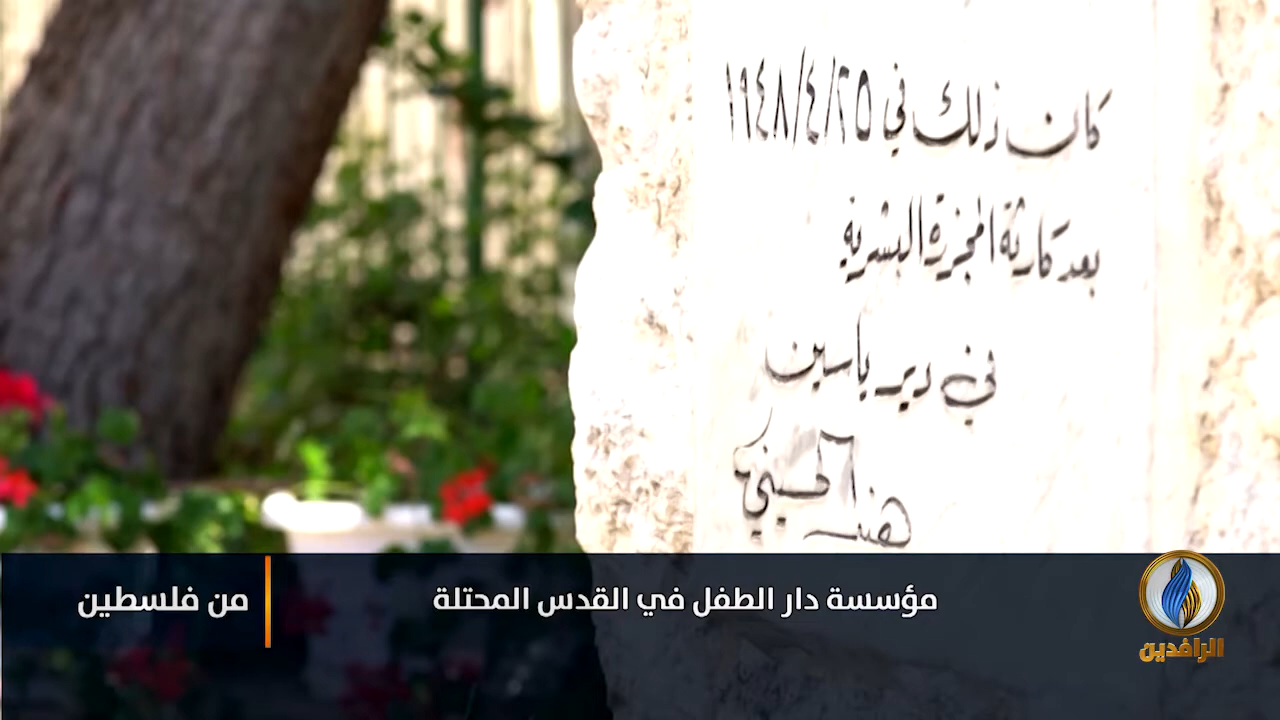 كان ذلك في ١٩٤٨/٤/٢٥
بعد كارثة المجزرة البشرية
في دير ياسين
هند الحسيني
مؤسسة دار الطفل في القدس المحتلة
من فلسطين
الرافدين